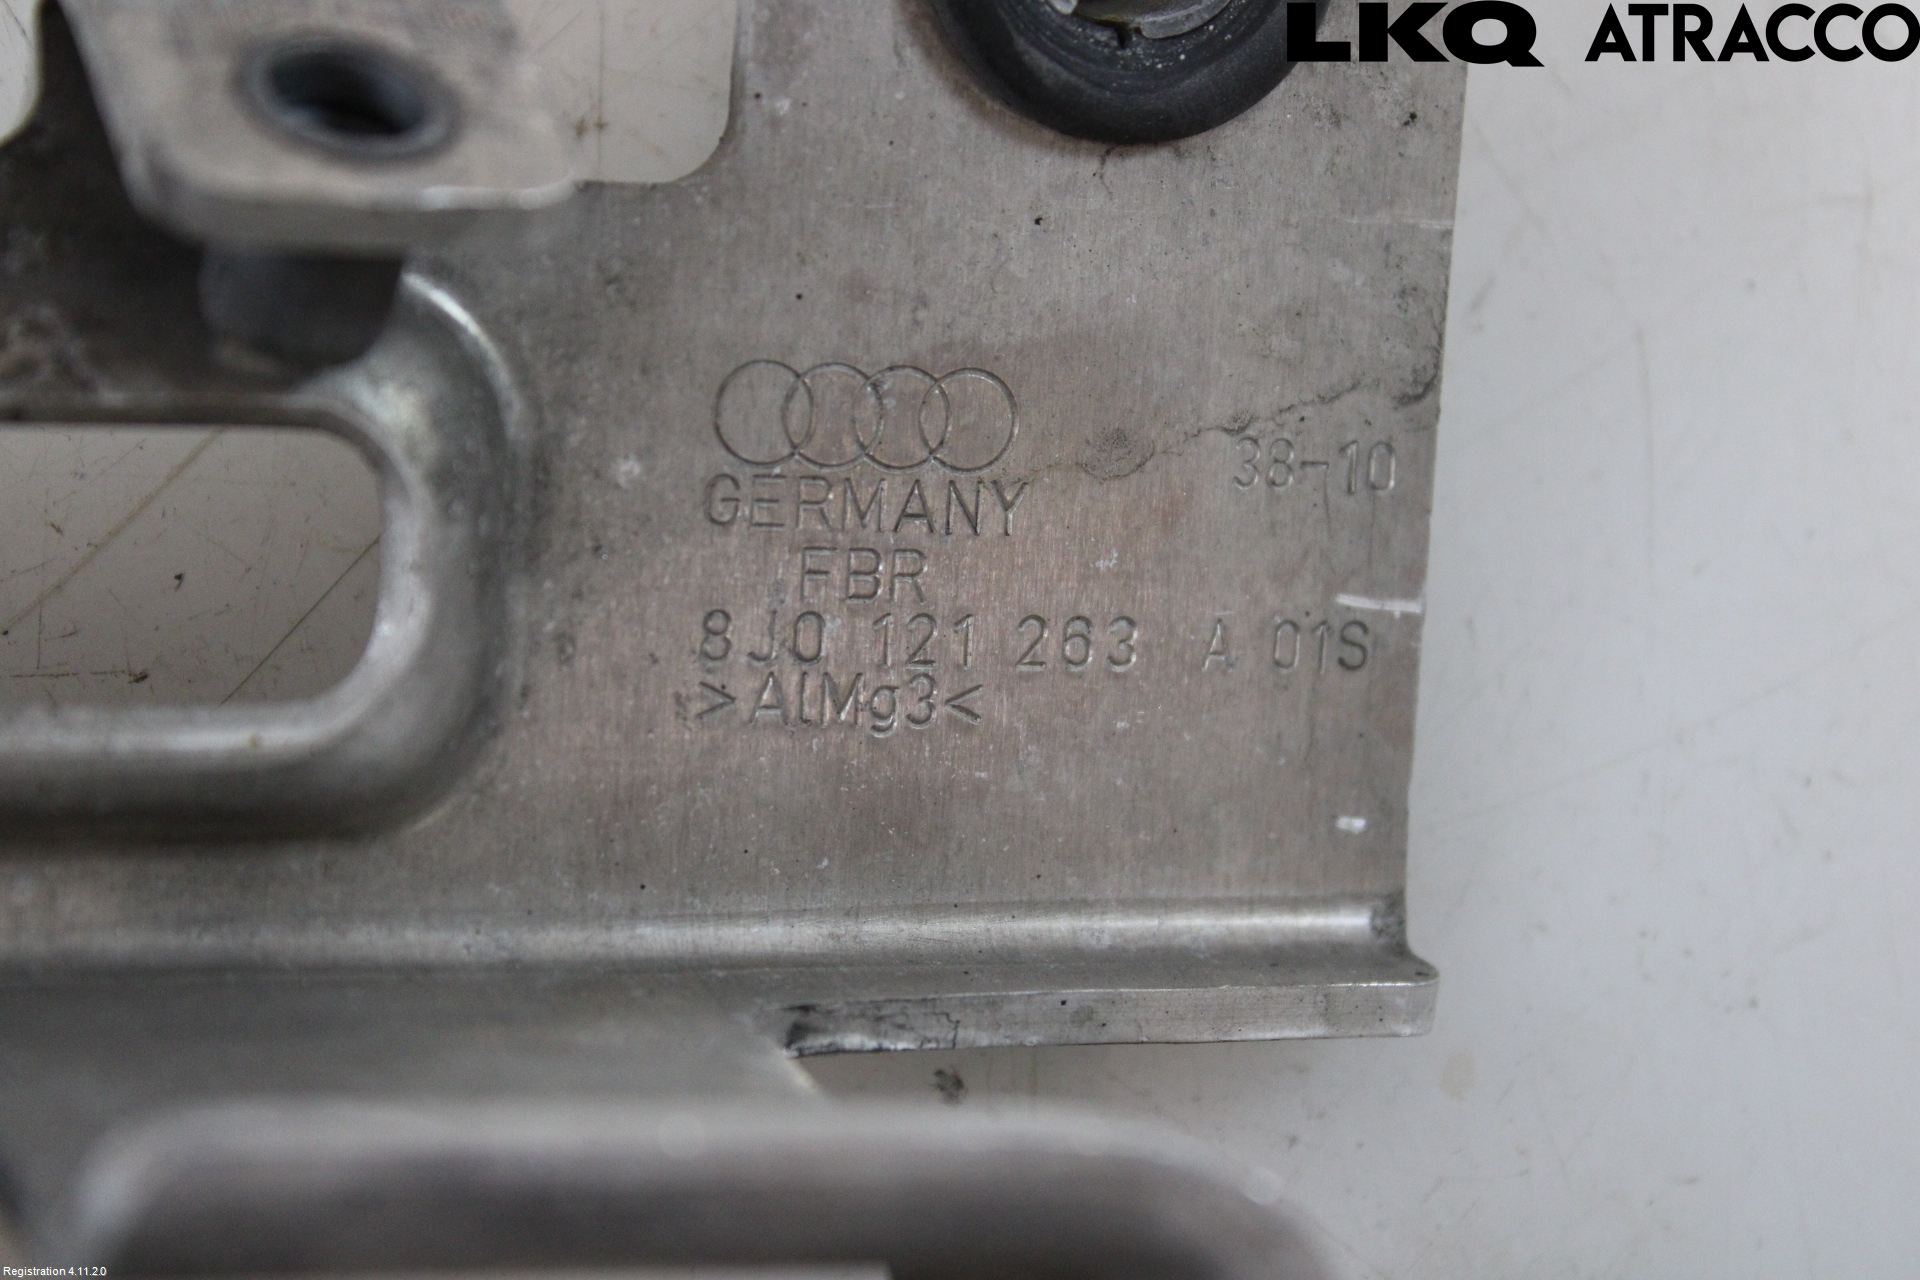 LKQ ATRACCO
GERMANY
38-10
FBR
8J0 121 263 A 01S
>AlMg3<
Registration 4.11.2.0